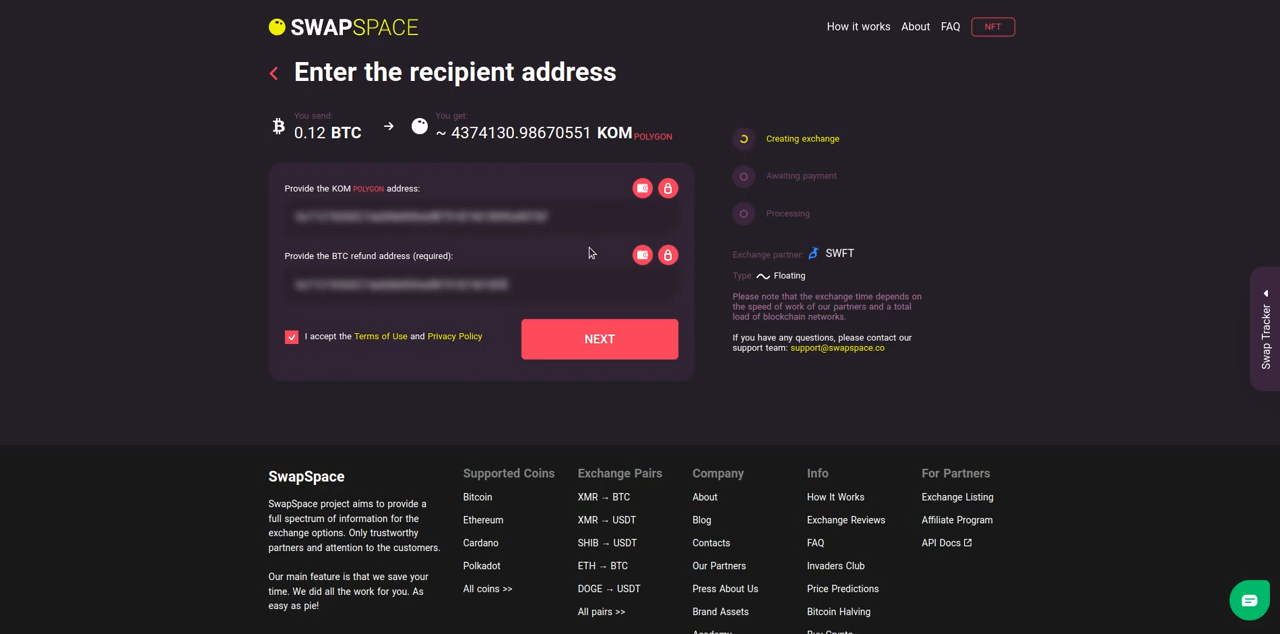 SWAPSPACE
How it works About FAQ NFT
Enter the recipient address
You send: You get:
0.12 BTC → ~ 4374130.98670551 KOM POLYGON
Provide the KOM POLYGON address:
Provide the BTC refund address (required):
I accept the Terms of Use and Privacy Policy
NEXT
Creating exchange
Awaiting payment
Processing
Exchange partner: SWFT
Type: Floating
Please note that the exchange time depends on
the speed of work of our partners and a total
load of blockchain networks.
If you have any questions, please contact our
support team: support@swapspace.co
Swap Tracker
SwapSpace
SwapSpace project aims to provide a
full spectrum of information for the
exchange options. Only trustworthy
partners and attention to the customers.
Our main feature is that we save your
time. We did all the work for you. As
easy as pie!
Supported Coins
Bitcoin
Ethereum
Cardano
Polkadot
All coins >>
Exchange Pairs
XMR → BTC
XMR → USDT
SHIB → USDT
ETH → BTC
DOGE → USDT
All pairs >>
Company
About
Blog
Contacts
Our Partners
Press About Us
Brand Assets
Academy
Info
How It Works
Exchange Reviews
FAQ
Invaders Club
Price Predictions
Bitcoin Halving
Buy Crypto
For Partners
Exchange Listing
Affiliate Program
API Docs